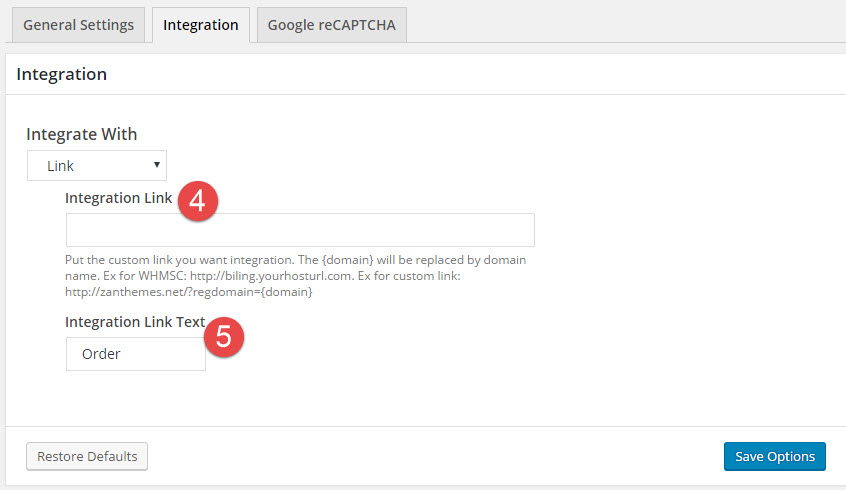 General Settings
Integration
Google reCAPTCHA
Integration
Integrate With
Link
Integration Link
4
Put the custom link you want integration. The {domain} will be replaced by domain
name. Ex for WHMSC: http://biling.yourhosturl.com. Ex for custom link:
http://zanthemes.net/?regdomain={domain}
Integration Link Text
5
Order
Restore Defaults
Save Options